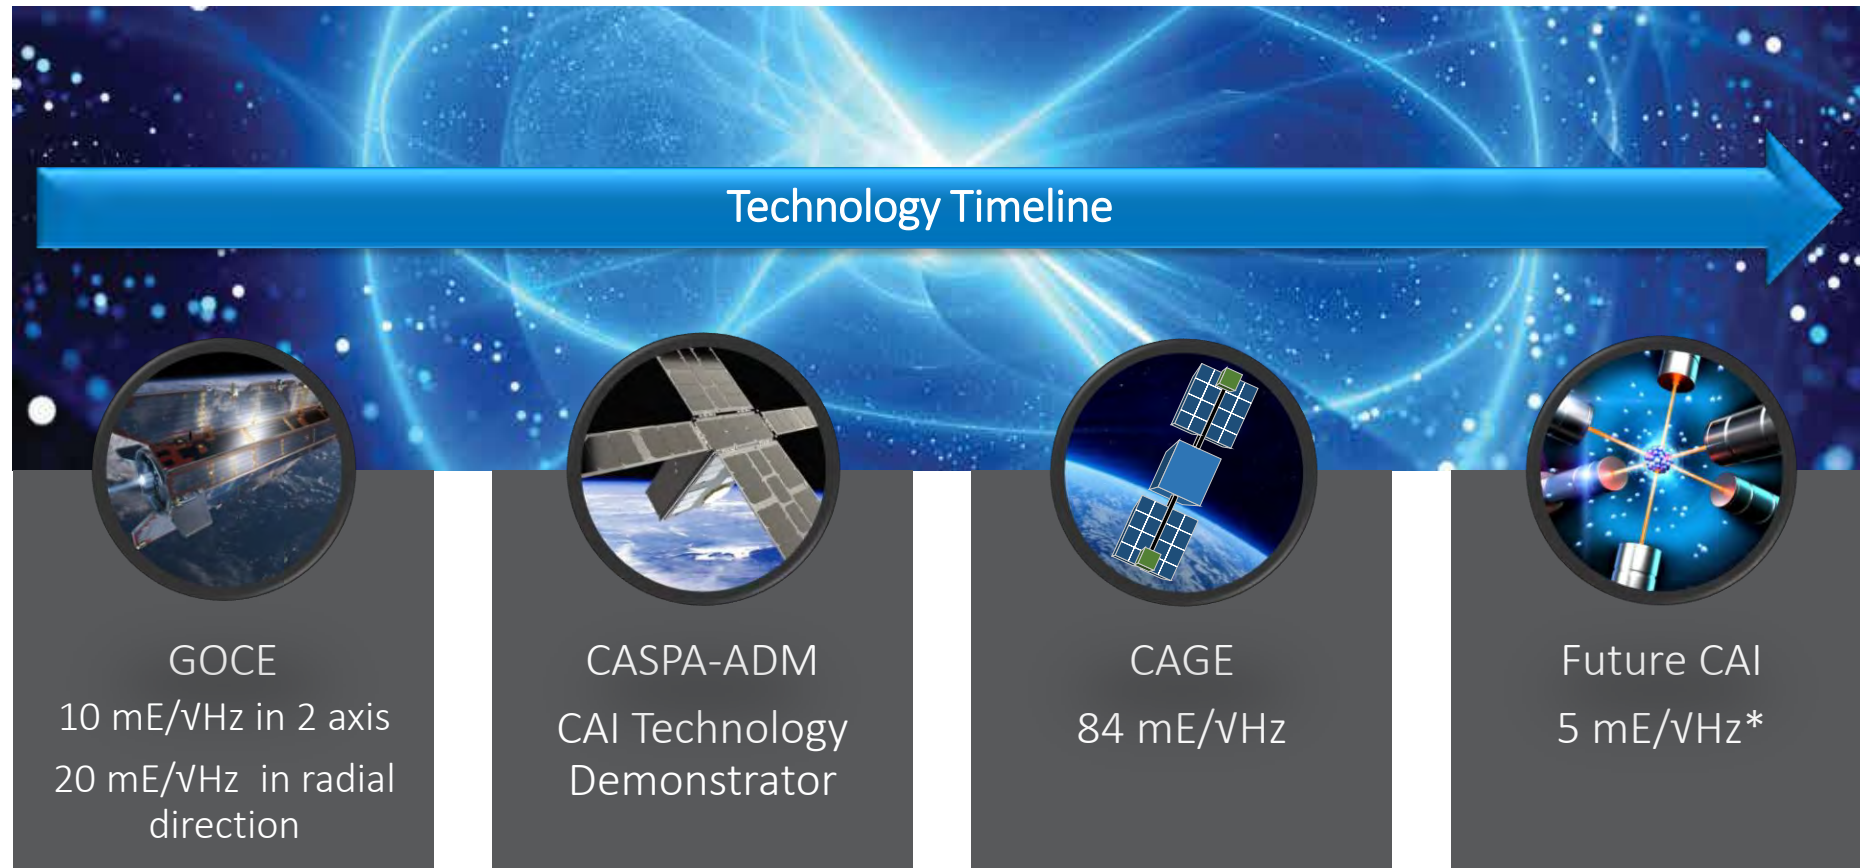 Technology Timeline
GOCE
10 mE/√Hz in 2 axis
20 mE/√Hz  in radial
direction
CASPA-ADM
CAI Technology
Demonstrator
CAGE
84 mE/√Hz
Future CAI
5 mE/√Hz*